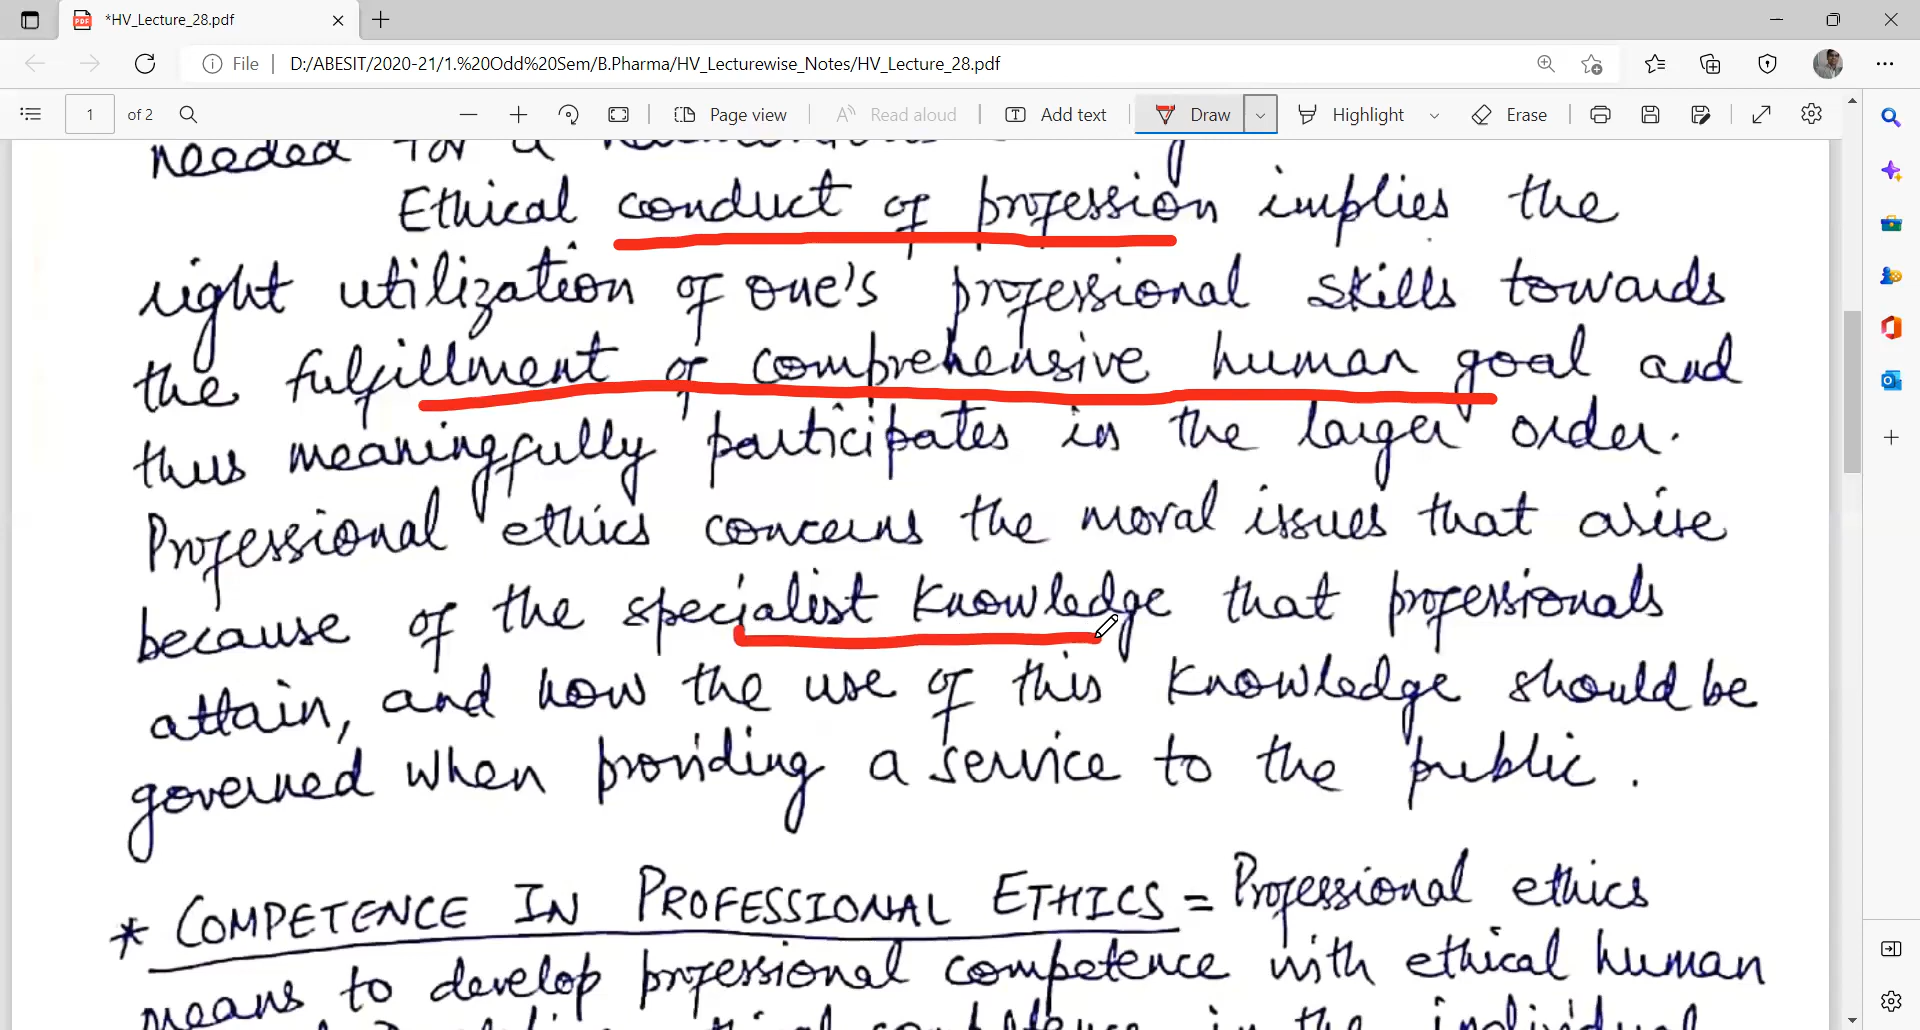 *HV_Lecture_28.pdf
File | D:/ABESIT/2020-21/1.%20Odd%20Sem/B.Pharma/HV_Lecturewise_Notes/HV_Lecture_28.pdf
1 of 2 Page view Read aloud Add text Draw Highlight Erase
needed for a
Ethical conduct of profession implies the
right utilization of one's professional skills towards
the fulfillment of comprehensive human goal and
thus meaningfully participates in the larger order.
Professional ethics concerns the moral issues that arise
because of the specialist knowledge that professionals
attain, and how the use of this knowledge should be
governed when providing a service to the public.
* COMPETENCE IN PROFESSIONAL ETHICS = Professional ethics
means to develop professional competence with ethical human
in the individual